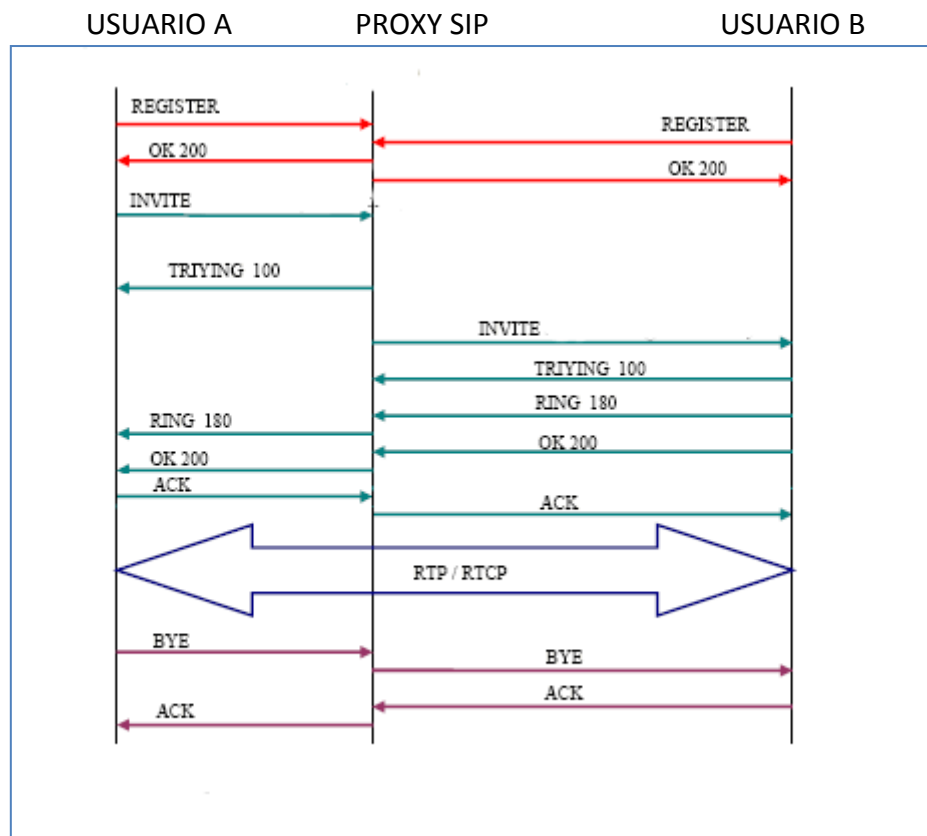 USUARIO A PROXY SIP USUARIO B
REGISTER
REGISTER
OK 200
OK 200
INVITE
TRIYING 100
INVITE
TRIYING 100
RING 180
RING 180
OK 200
OK 200
ACK
ACK
RTP / RTCP
BYE
BYE
ACK
ACK